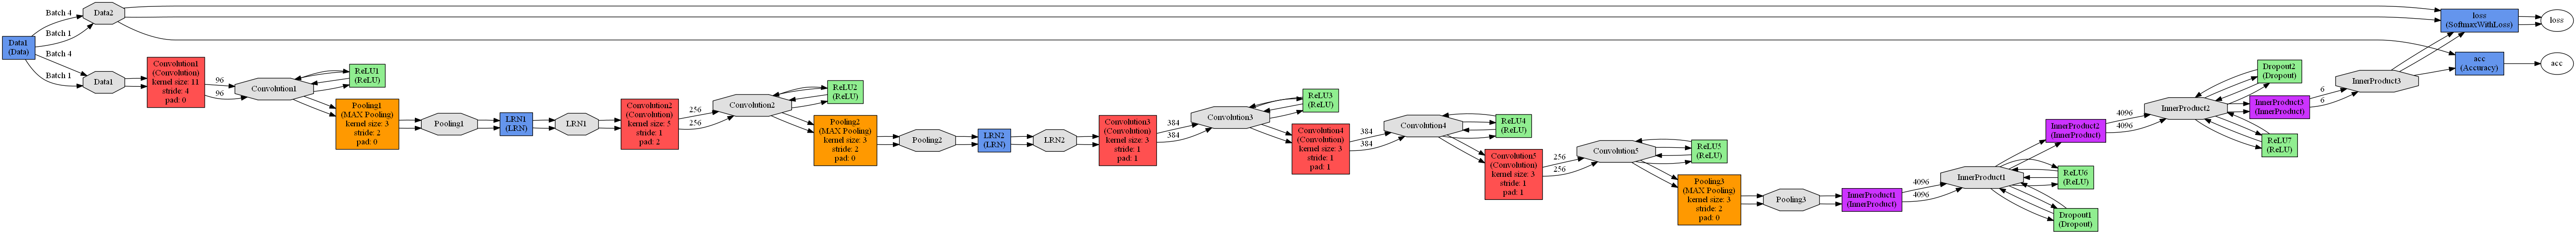 Data1
(Data)
Batch 4
Batch 1
Batch 4
Batch 1
Data2
Data1
Convolution1
(Convolution)
kernel size: 11
stride: 4
pad: 0
96
96
Convolution1
ReLU1
(ReLU)
Pooling1
(MAX Pooling)
kernel size: 3
stride: 2
pad: 0
Pooling1
LRN1
(LRN)
LRN1
Convolution2
(Convolution)
kernel size: 5
stride: 1
pad: 2
256
256
Convolution2
ReLU2
(ReLU)
Pooling2
(MAX Pooling)
kernel size: 3
stride: 2
pad: 0
Pooling2
LRN2
(LRN)
LRN2
Convolution3
(Convolution)
kernel size: 3
stride: 1
pad: 1
384
384
Convolution3
ReLU3
(ReLU)
Convolution4
(Convolution)
kernel size: 3
stride: 1
pad: 1
384
384
Convolution4
ReLU4
(ReLU)
Convolution5
(Convolution)
kernel size: 3
stride: 1
pad: 1
256
256
Convolution5
ReLU5
(ReLU)
Pooling3
(MAX Pooling)
kernel size: 3
stride: 2
pad: 0
Pooling3
InnerProduct1
(InnerProduct)
4096
4096
InnerProduct1
ReLU6
(ReLU)
Dropout1
(Dropout)
InnerProduct2
(InnerProduct)
4096
4096
InnerProduct2
Dropout2
(Dropout)
ReLU7
(ReLU)
InnerProduct3
(InnerProduct)
6
6
InnerProduct3
loss
(SoftmaxWithLoss)
loss
acc
(Accuracy)
acc